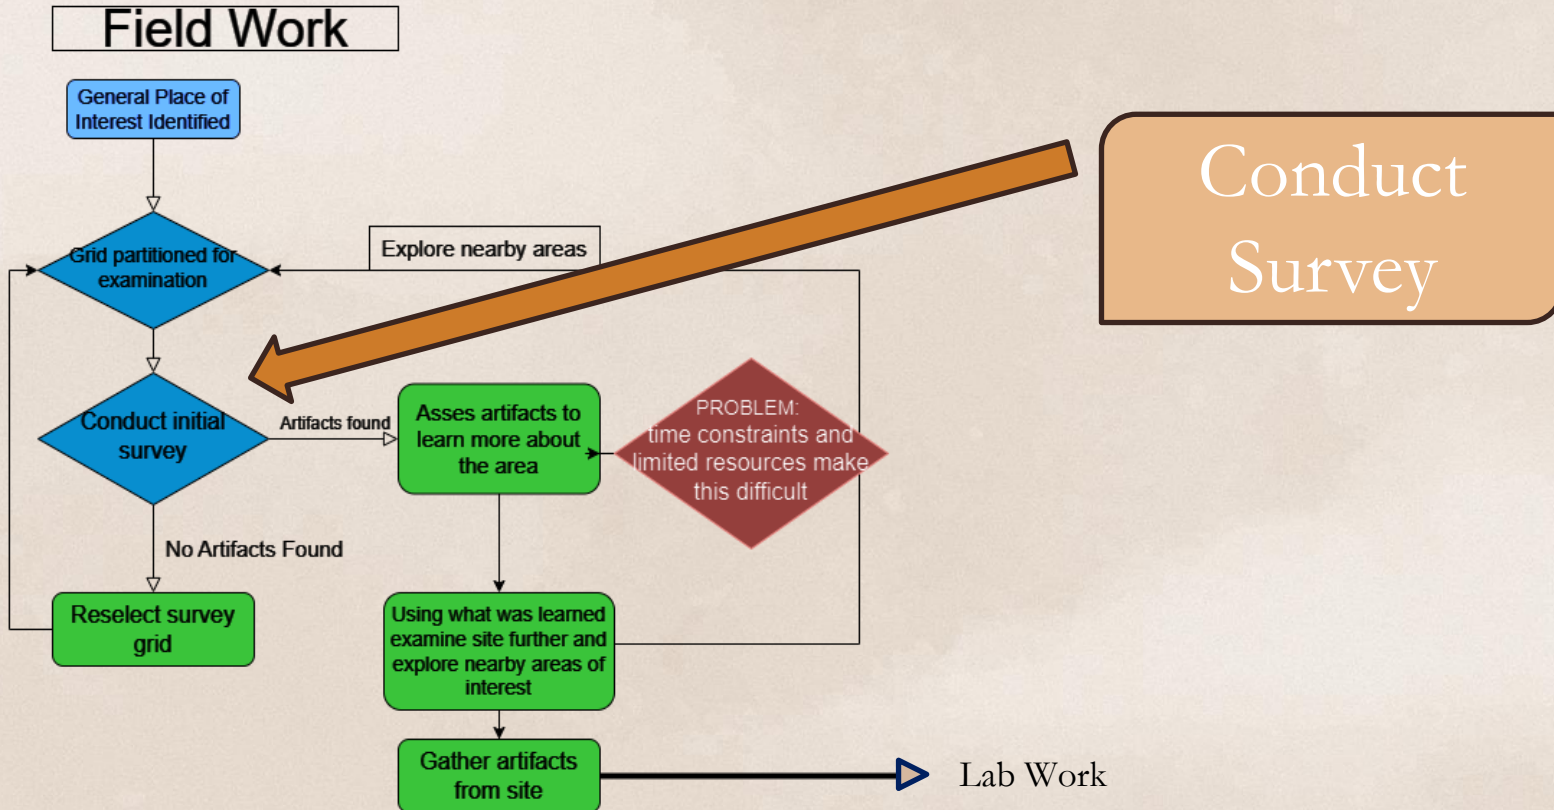 Field Work
General Place of
Interest Identified
Grid partitioned for
examination
Explore nearby areas
Conduct
Survey
Conduct initial
survey
Artifacts found
Asses artifacts to
learn more about
the area
PROBLEM:
time constraints and
limited resources make
this difficult
No Artifacts Found
Reselect survey
grid
Using what was learned
examine site further and
explore nearby areas of
interest
Gather artifacts
from site
Lab Work